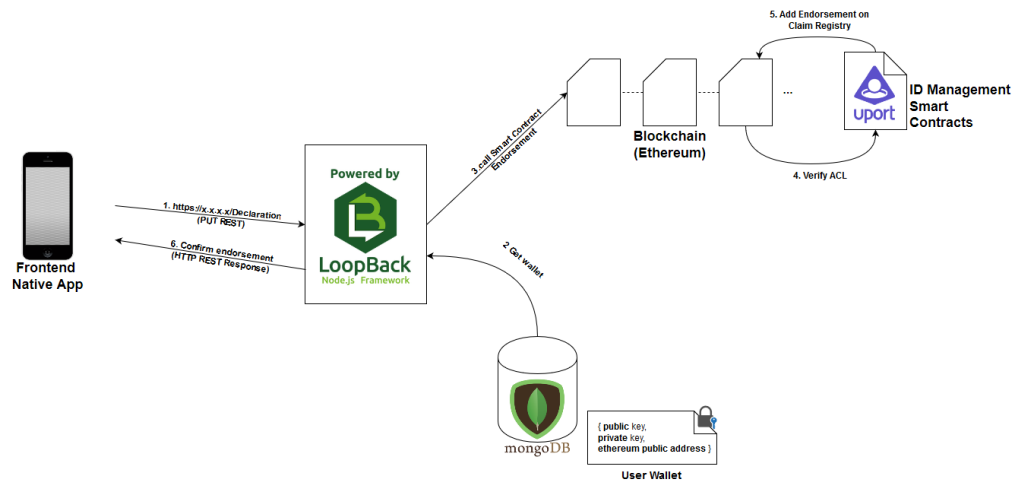 5. Add Endorsement on
Claim Registry
ID Management
Smart
Contracts
uport
...
Blockchain
(Ethereum)
4. Verify ACL
3.call Smart Contract
Endorsement
Powered by
LoopBack
Node.js Framework
1. https://x.x.x.x/Declaration
(PUT REST)
6. Confirm endorsement
(HTTP REST Response)
Frontend
Native App
2 Get wallet
mongoDB
{ public key,
private key,
ethereum public address }
User Wallet